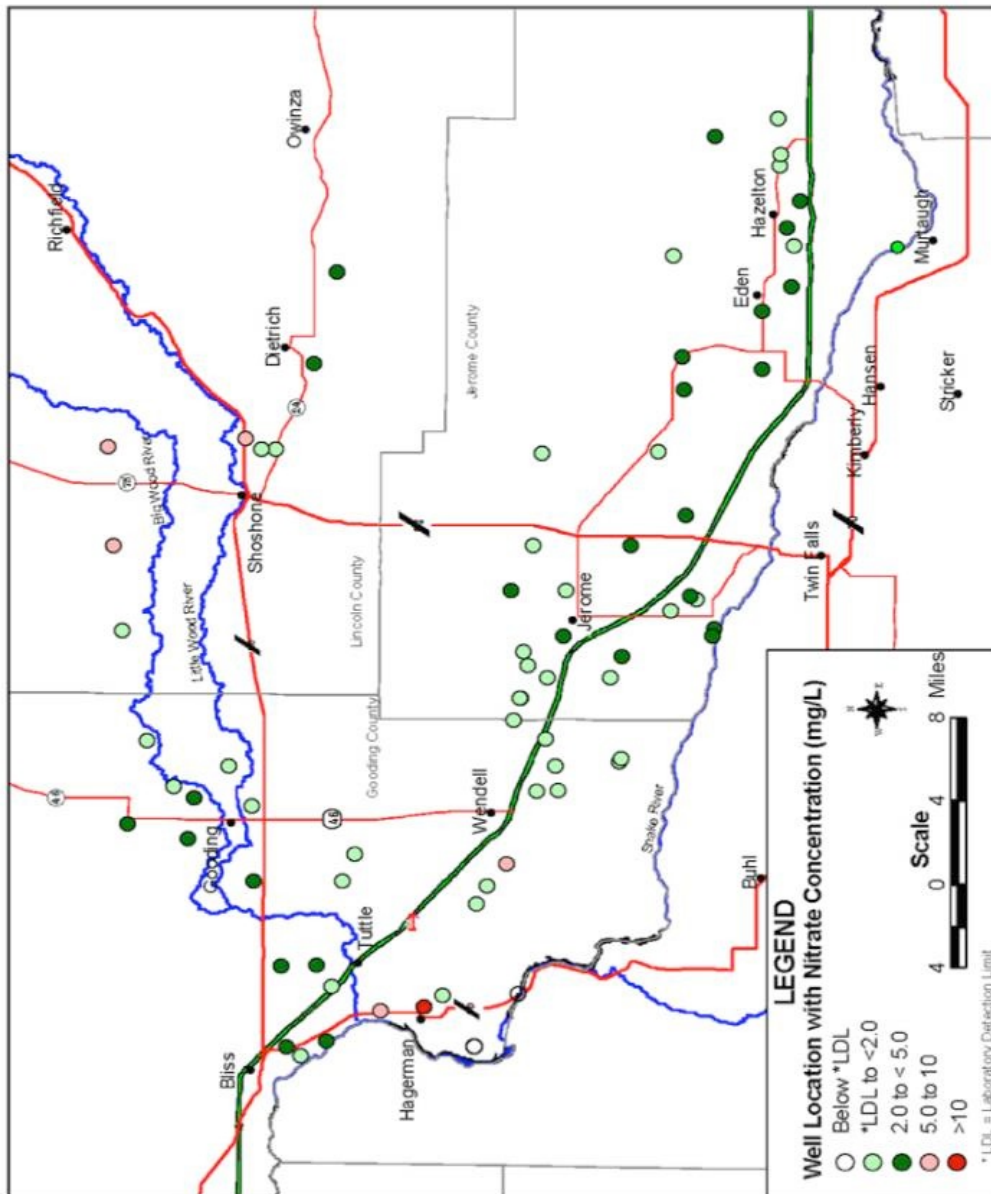 Richfield
Owinza
Dietrich
24
Big Wood River
75
Shoshone
Little Wood River
Jerome County
Lincoln County
Gooding County
46
Gooding
46
Hazelton
Eden
Murtaugh
Hansen
Stricker
Kimberly
Twin Falls
Jerome
Wendell
Snake River
Buhl
Tuttle
Bliss
Hagerman
LEGEND
Well Location with Nitrate Concentration (mg/L)
Below *LDL
*LDL to <2.0
2.0 to < 5.0
5.0 to 10
>10
N
W
E
S
4 0 4 8 Miles
Scale
* LDL = Laboratory Detection Limit